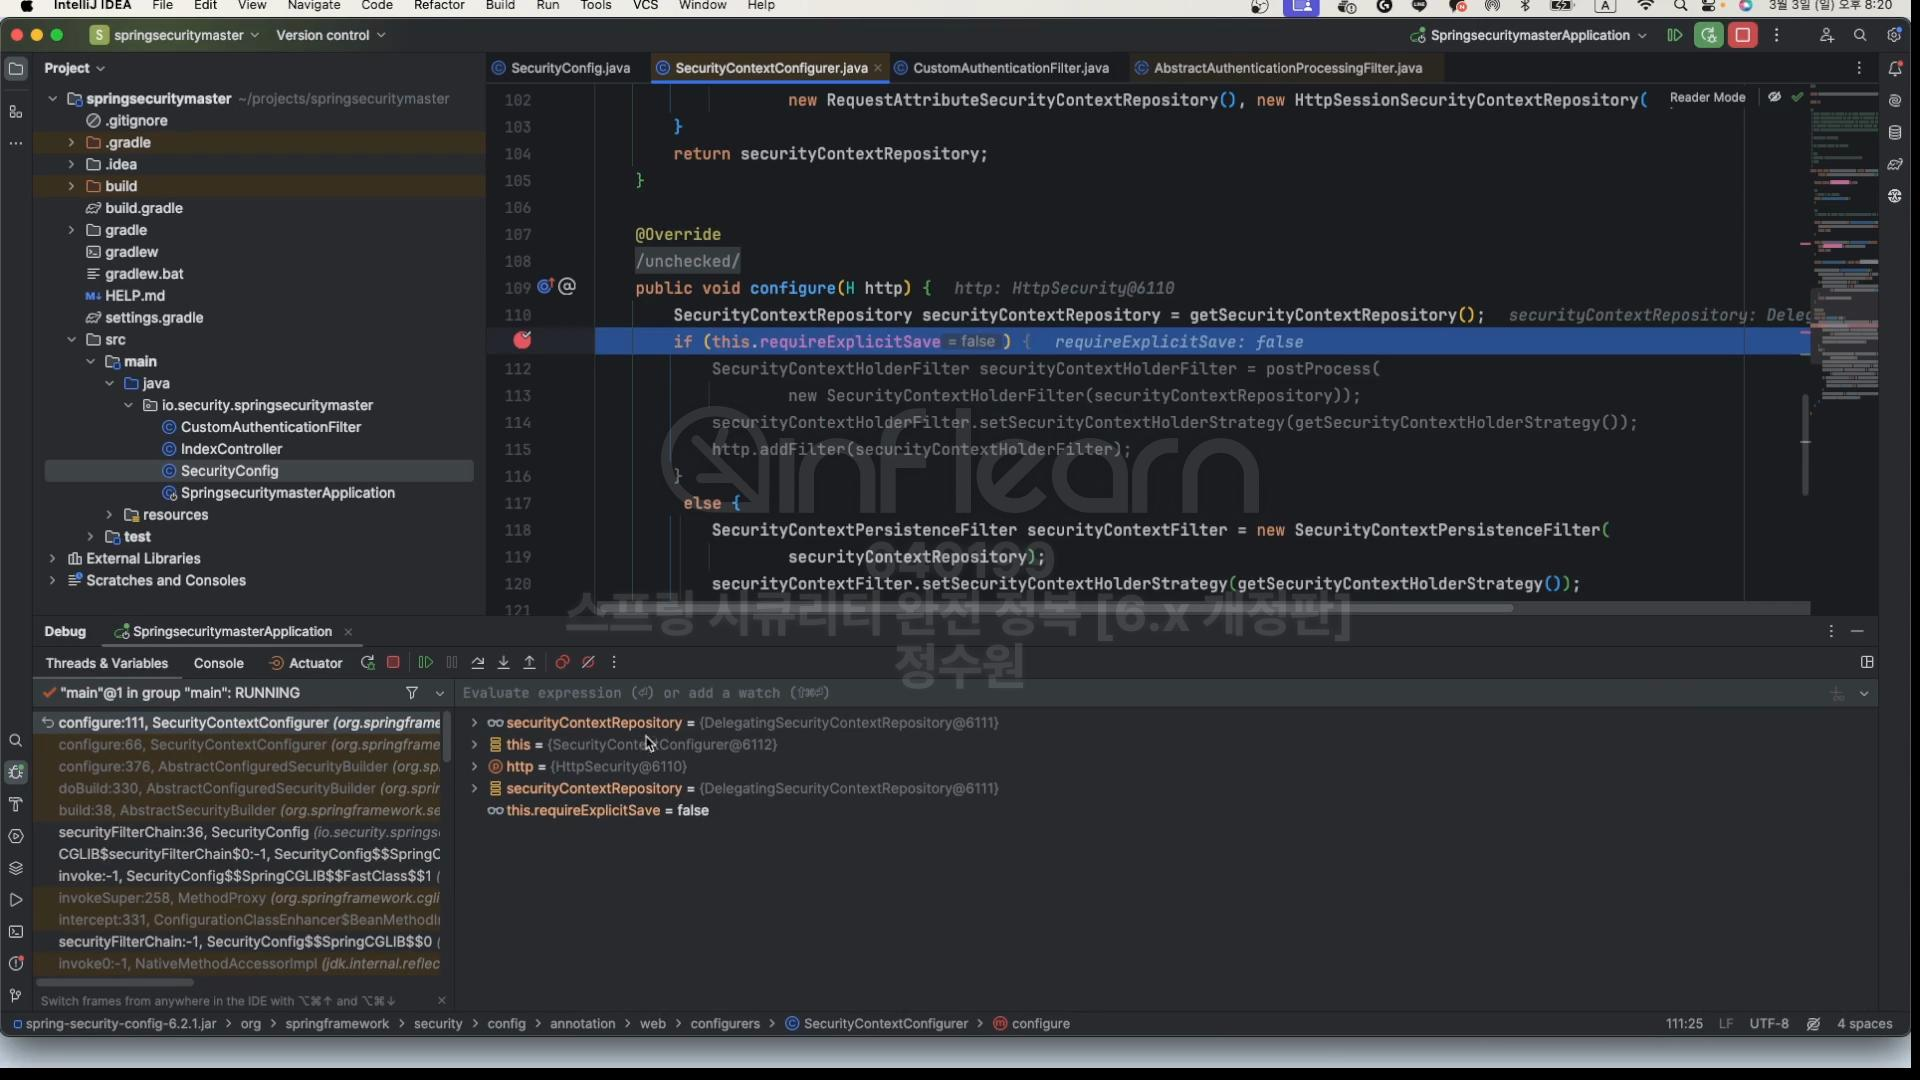 IntelliJ IDEA File Edit View Navigate Code Refactor Build Run Tools VCS Window Help A 3월 3일 (일) 오후 8:20
S springsecuritymaster Version control SpringsecuritymasterApplication
Project
SecurityConfig.java SecurityContextConfigurer.java CustomAuthenticationFilter.java AbstractAuthenticationProcessingFilter.java
springsecuritymaster ~/projects/springsecuritymaster
.gitignore
.gradle
.idea
build
build.gradle
gradle
gradlew
gradlew.bat
HELP.md
settings.gradle
src
main
java
io.security.springsecuritymaster
CustomAuthenticationFilter
IndexController
SecurityConfig
SpringsecuritymasterApplication
resources
test
External Libraries
Scratches and Consoles
Reader Mode
102 new RequestAttributeSecurityContextRepository(), new HttpSessionSecurityContextRepository(
103 }
104 return securityContextRepository;
105 }
106
107 @Override
108 /unchecked/
109 public void configure(H http) { http: HttpSecurity@6110
110 SecurityContextRepository securityContextRepository = getSecurityContextRepository(); securityContextRepository: Deleg
if (this.requireExplicitSave = false ) { requireExplicitSave: false
112 SecurityContextHolderFilter securityContextHolderFilter = postProcess(
113 new SecurityContextHolderFilter(securityContextRepository));
114 securityContextHolderFilter.setSecurityContextHolderStrategy(getSecurityContextHolderStrategy());
115 http.addFilter(securityContextHolderFilter);
116 }
117 else {
118 SecurityContextPersistenceFilter securityContextFilter = new SecurityContextPersistenceFilter(
119 securityContextRepository);
120 securityContextFilter.setSecurityContextHolderStrategy(getSecurityContextHolderStrategy());
121
inflearn
640199
스프링 시큐리티 완전 정복 [6.x 개정판]
정수원
Debug SpringsecuritymasterApplication
Threads & Variables Console Actuator
"main"@1 in group "main": RUNNING
Evaluate expression (⏎) or add a watch (⇧⌘⏎)
configure:111, SecurityContextConfigurer (org.springframe
configure:66, SecurityContextConfigurer (org.springframe
configure:376, AbstractConfiguredSecurityBuilder (org.sp
doBuild:330, AbstractConfiguredSecurityBuilder (org.sprir
build:38, AbstractSecurityBuilder (org.springframework.se
securityFilterChain:36, SecurityConfig (io.security.springs
CGLIB$securityFilterChain$0:-1, SecurityConfig$$SpringC
invoke:-1, SecurityConfig$$SpringCGLIB$$FastClass$$1 (
invokeSuper:258, MethodProxy (org.springframework.cgli
intercept:331, ConfigurationClassEnhancer$BeanMethodI
securityFilterChain:-1, SecurityConfig$$SpringCGLIB$$0 (
invoke0:-1, NativeMethodAccessorImpl (jdk.internal.reflec
securityContextRepository = {DelegatingSecurityContextRepository@6111}
this = {SecurityContextConfigurer@6112}
http = {HttpSecurity@6110}
securityContextRepository = {DelegatingSecurityContextRepository@6111}
this.requireExplicitSave = false
Switch frames from anywhere in the IDE with ⌥⌘↑ and ⌥⌘↓
spring-security-config-6.2.1.jar > org > springframework > security > config > annotation > web > configurers > SecurityContextConfigurer > configure
111:25 LF UTF-8 4 spaces